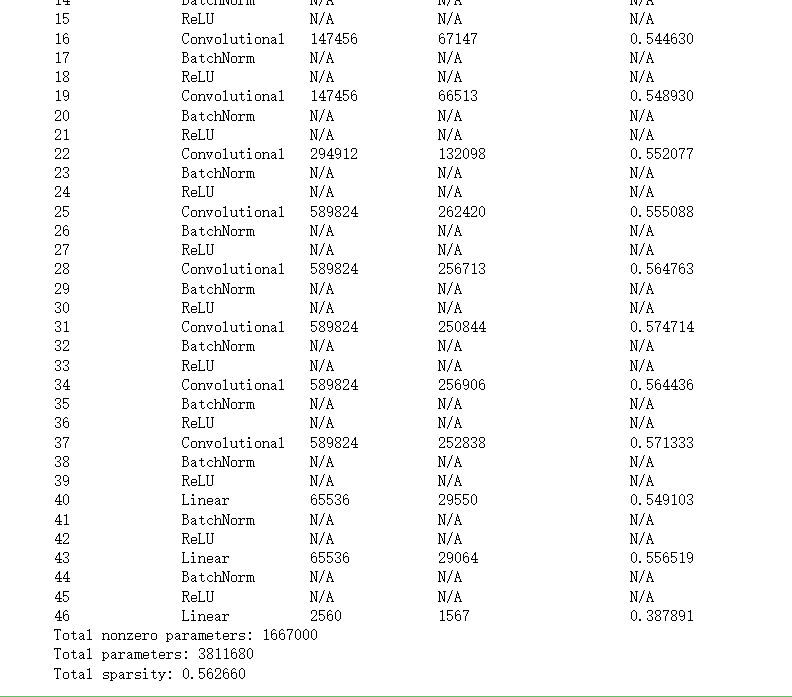 14 BatchNorm N/A N/A N/A
15 ReLU N/A N/A N/A
16 Convolutional 147456 67147 0.544630
17 BatchNorm N/A N/A N/A
18 ReLU N/A N/A N/A
19 Convolutional 147456 66513 0.548930
20 BatchNorm N/A N/A N/A
21 ReLU N/A N/A N/A
22 Convolutional 294912 132098 0.552077
23 BatchNorm N/A N/A N/A
24 ReLU N/A N/A N/A
25 Convolutional 589824 262420 0.555088
26 BatchNorm N/A N/A N/A
27 ReLU N/A N/A N/A
28 Convolutional 589824 256713 0.564763
29 BatchNorm N/A N/A N/A
30 ReLU N/A N/A N/A
31 Convolutional 589824 250844 0.574714
32 BatchNorm N/A N/A N/A
33 ReLU N/A N/A N/A
34 Convolutional 589824 256906 0.564436
35 BatchNorm N/A N/A N/A
36 ReLU N/A N/A N/A
37 Convolutional 589824 252838 0.571333
38 BatchNorm N/A N/A N/A
39 ReLU N/A N/A N/A
40 Linear 65536 29550 0.549103
41 BatchNorm N/A N/A N/A
42 ReLU N/A N/A N/A
43 Linear 65536 29064 0.556519
44 BatchNorm N/A N/A N/A
45 ReLU N/A N/A N/A
46 Linear 2560 1567 0.387891
Total nonzero parameters: 1667000
Total parameters: 3811680
Total sparsity: 0.562660